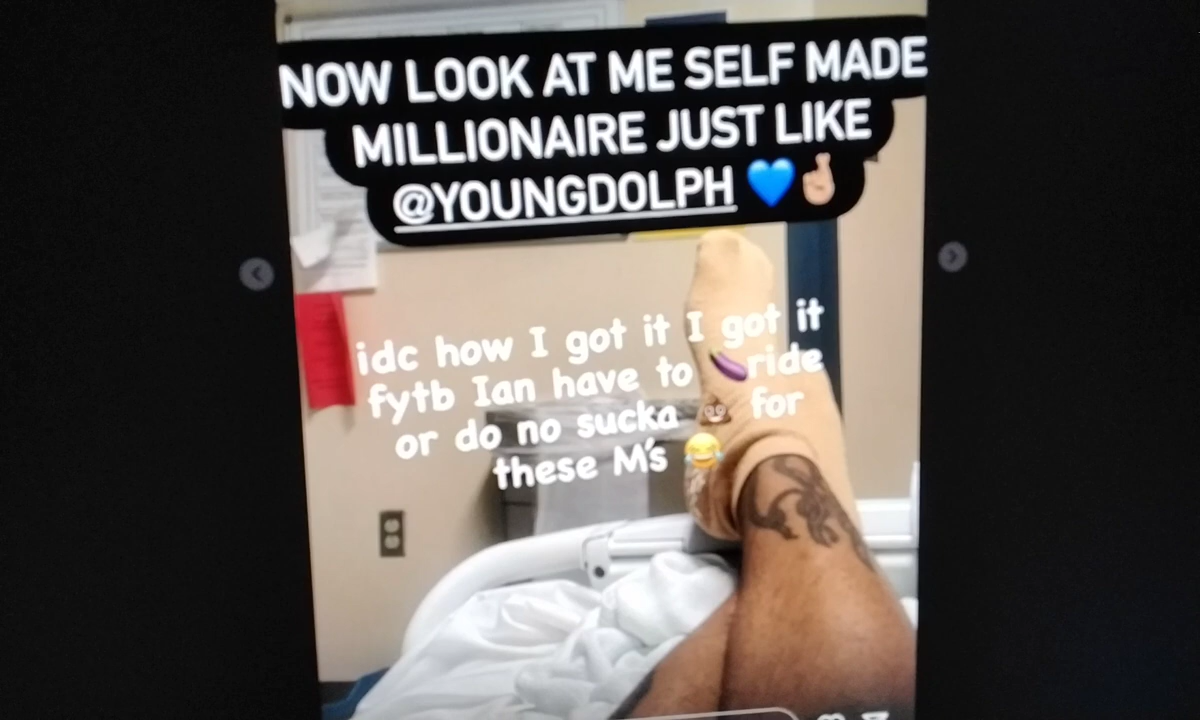 NOW LOOK AT ME SELF MADE
MILLIONAIRE JUST LIKE
@YOUNGDOLPH 💙🤞🏼
idc how I got it I got it
fytb Ian have to 🍆ride
or do no sucka 💩 for
these M's 😂